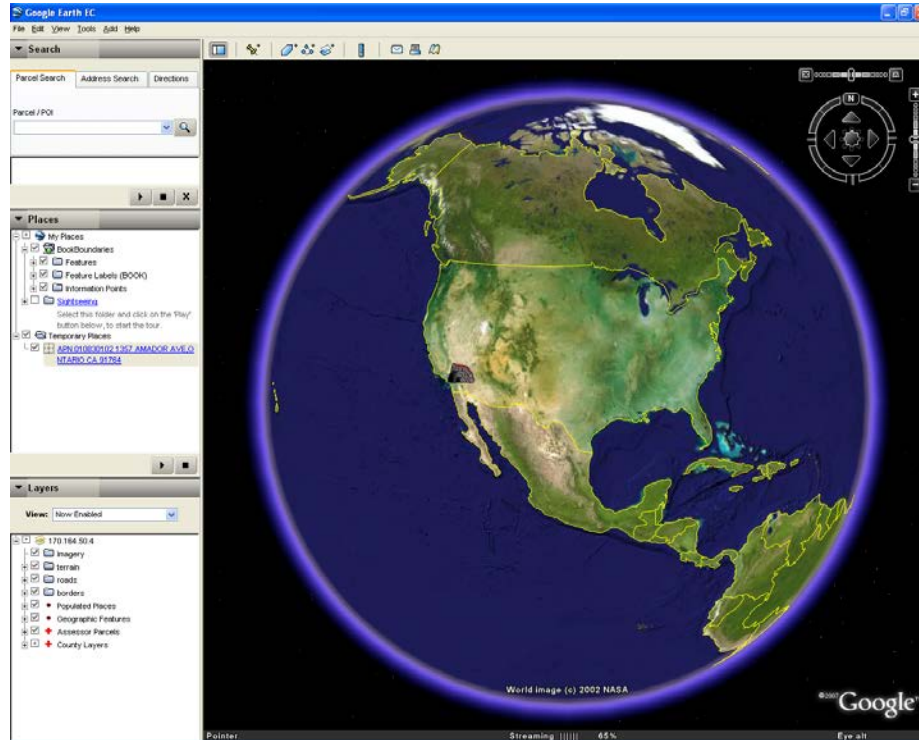 Google Earth EC
File Edit View Tools Add Help
Search
Parcel Search Address Search Directions
Parcel / POI
Places
My Places
BookBoundaries
Features
Feature Labels (BOOK)
Information Points
Sightseeing
Select this folder and click on the 'Play'
button below, to start the tour.
Temporary Places
APN 010830102 1357 AMADOR AVE,O
NTARIO CA 91764
Layers
View: Now Enabled
170.164.50.4
Imagery
terrain
roads
borders
Populated Places
Geographic Features
Assessor Parcels
County Layers
N
World image (c) 2002 NASA
©2007 Google
Pointer Streaming |||||| 65% Eye alt